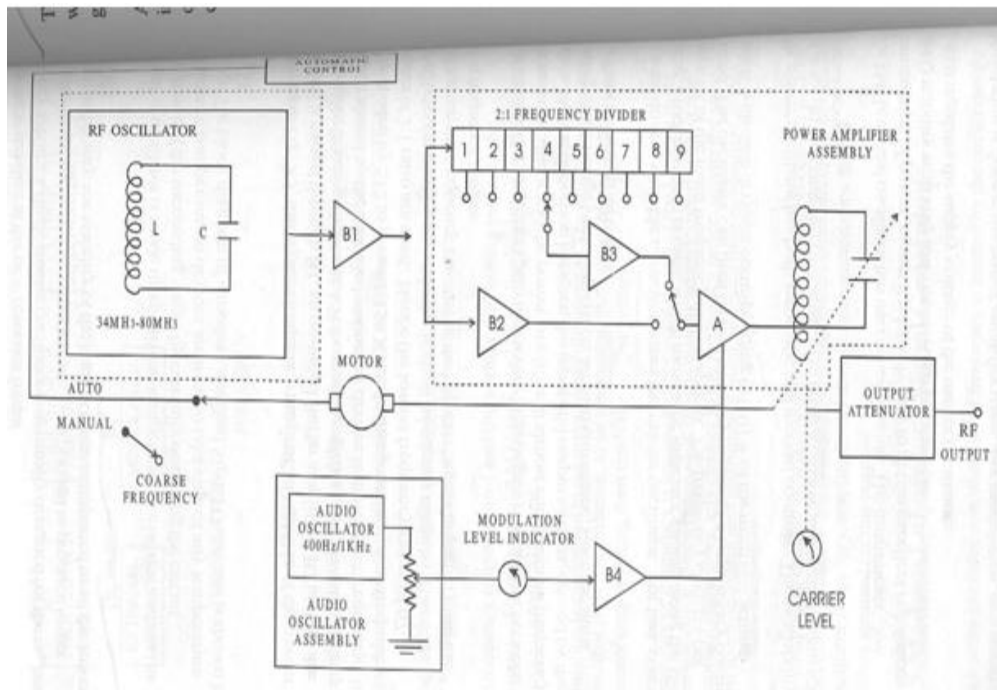 AUTOMATIC
CONTROL
RF OSCILLATOR
L
C
34MH3-80MH3
B1
2:1 FREQUENCY DIVIDER
1 2 3 4 5 6 7 8 9
B3
B2
A
POWER AMPLIFIER
ASSEMBLY
AUTO
MANUAL
COARSE
FREQUENCY
MOTOR
OUTPUT
ATTENUATOR
RF
OUTPUT
AUDIO
OSCILLATOR
400Hz/1KHz
AUDIO
OSCILLATOR
ASSEMBLY
MODULATION
LEVEL INDICATOR
B4
CARRIER
LEVEL